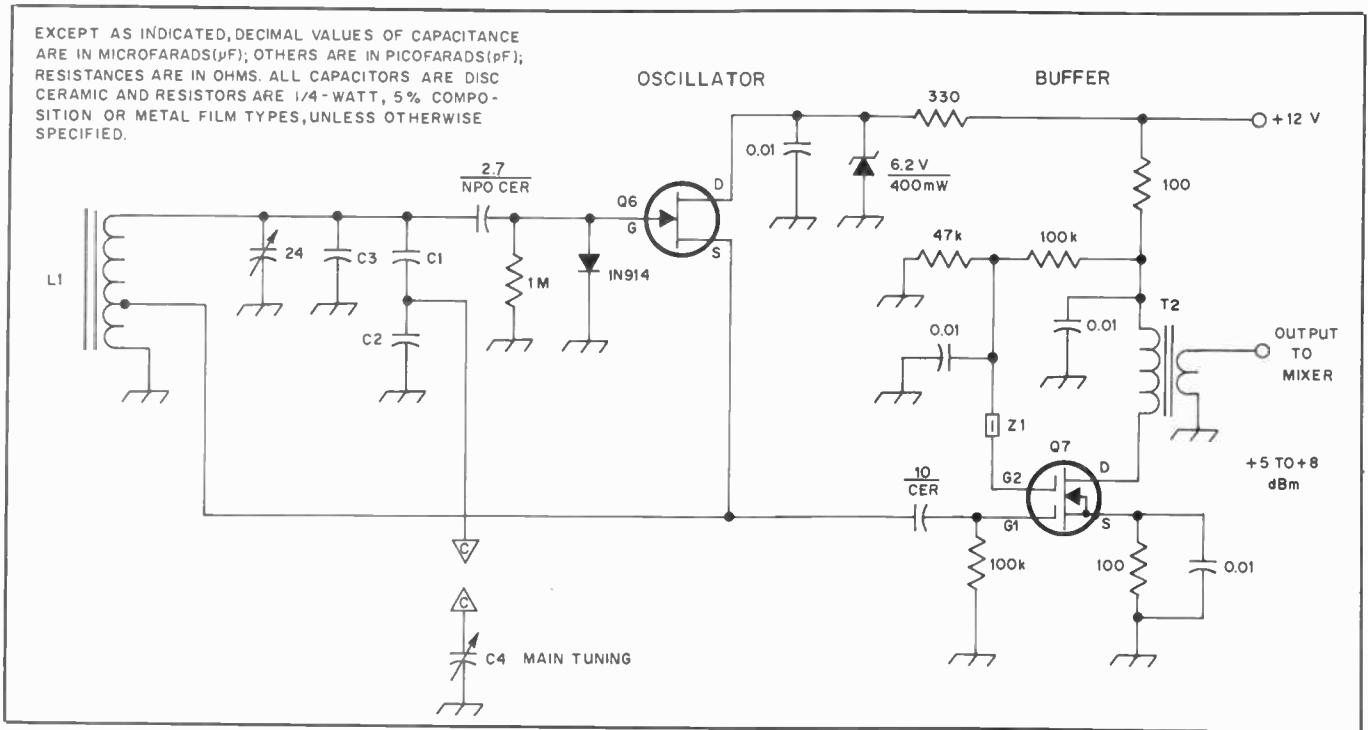 EXCEPT AS INDICATED, DECIMAL VALUES OF CAPACITANCE
ARE IN MICROFARADS(µF); OTHERS ARE IN PICOFARADS(pF);
RESISTANCES ARE IN OHMS. ALL CAPACITORS ARE DISC
CERAMIC AND RESISTORS ARE 1/4-WATT, 5% COMPO-
SITION OR METAL FILM TYPES, UNLESS OTHERWISE
SPECIFIED.
OSCILLATOR
BUFFER
330
+12 V
0.01
6.2 V
400mW
100
2.7
NPO CER
Q6
D
G
S
47k
100k
L1
24
C3
C1
1M
1N914
0.01
0.01
T2
OUTPUT
TO
MIXER
C2
Z1
Q7
G2
D
+5 TO +8
dBm
10
CER
G1
S
100k
100
0.01
C
C
C4 MAIN TUNING